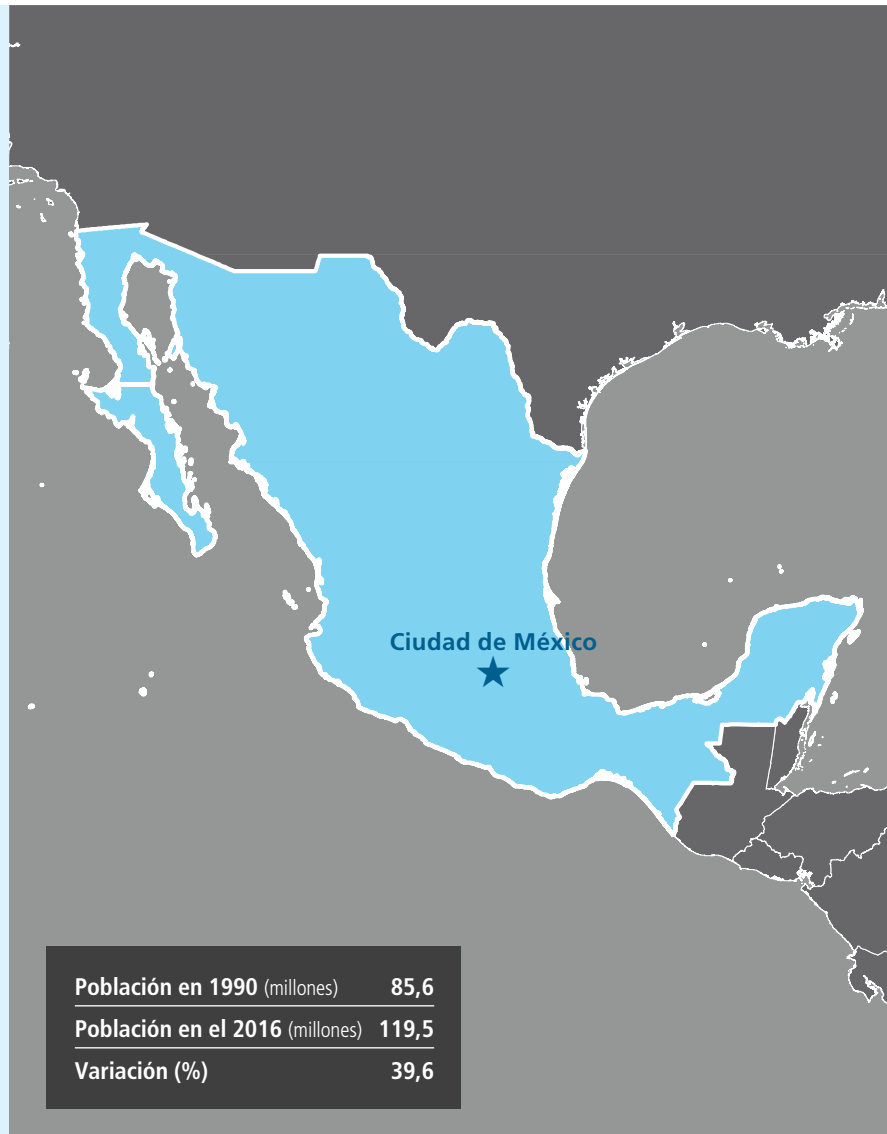 Ciudad de México
Población en 1990 (millones) 85,6
Población en el 2016 (millones) 119,5
Variación (%) 39,6